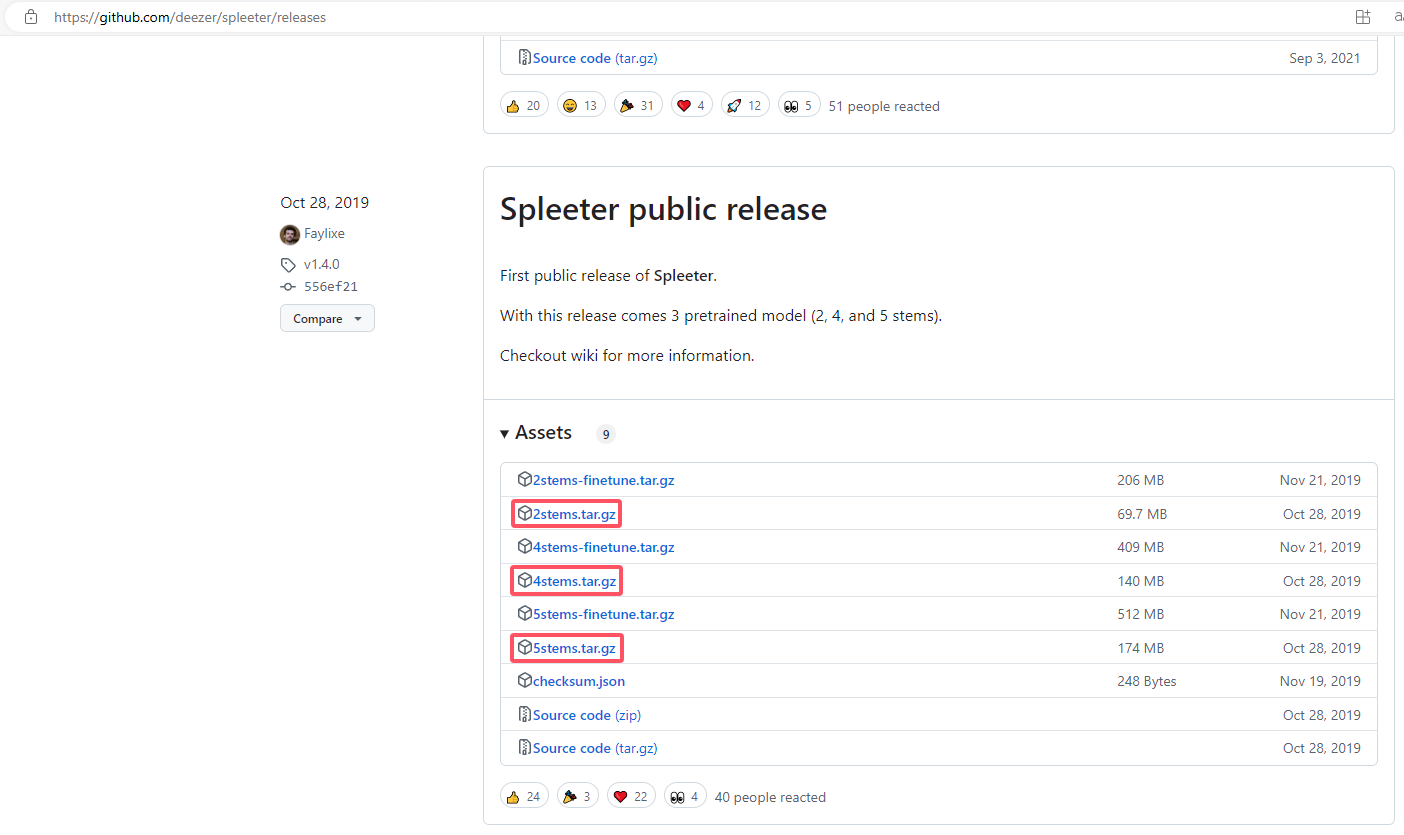 https://github.com/deezer/spleeter/releases
Source code (tar.gz) Sep 3, 2021
20 13 31 4 12 5 51 people reacted
Oct 28, 2019
Faylixe
v1.4.0
556ef21
Compare
Spleeter public release
First public release of Spleeter.
With this release comes 3 pretrained model (2, 4, and 5 stems).
Checkout wiki for more information.
Assets 9
2stems-finetune.tar.gz 206 MB Nov 21, 2019
2stems.tar.gz 69.7 MB Oct 28, 2019
4stems-finetune.tar.gz 409 MB Nov 21, 2019
4stems.tar.gz 140 MB Oct 28, 2019
5stems-finetune.tar.gz 512 MB Nov 21, 2019
5stems.tar.gz 174 MB Oct 28, 2019
checksum.json 248 Bytes Nov 19, 2019
Source code (zip) Oct 28, 2019
Source code (tar.gz) Oct 28, 2019
24 3 22 4 40 people reacted